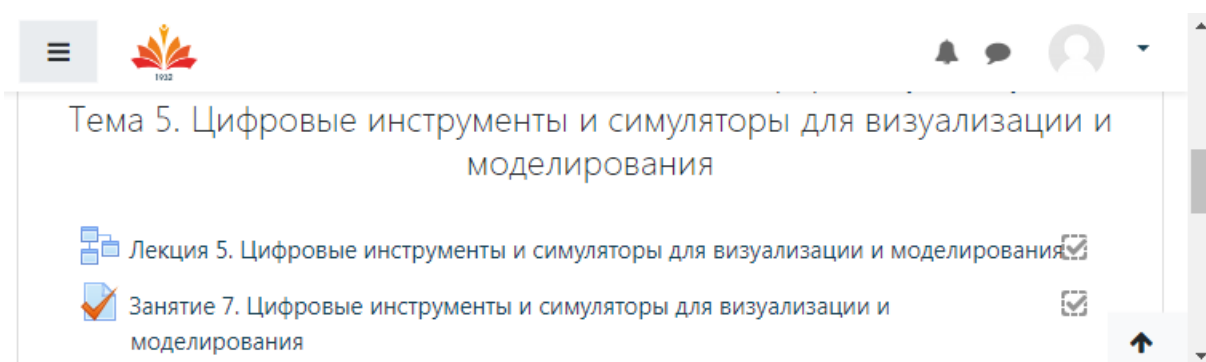 1932
Тема 5. Цифровые инструменты и симуляторы для визуализации и
моделирования
Лекция 5. Цифровые инструменты и симуляторы для визуализации и моделирования
Занятие 7. Цифровые инструменты и симуляторы для визуализации и
моделирования